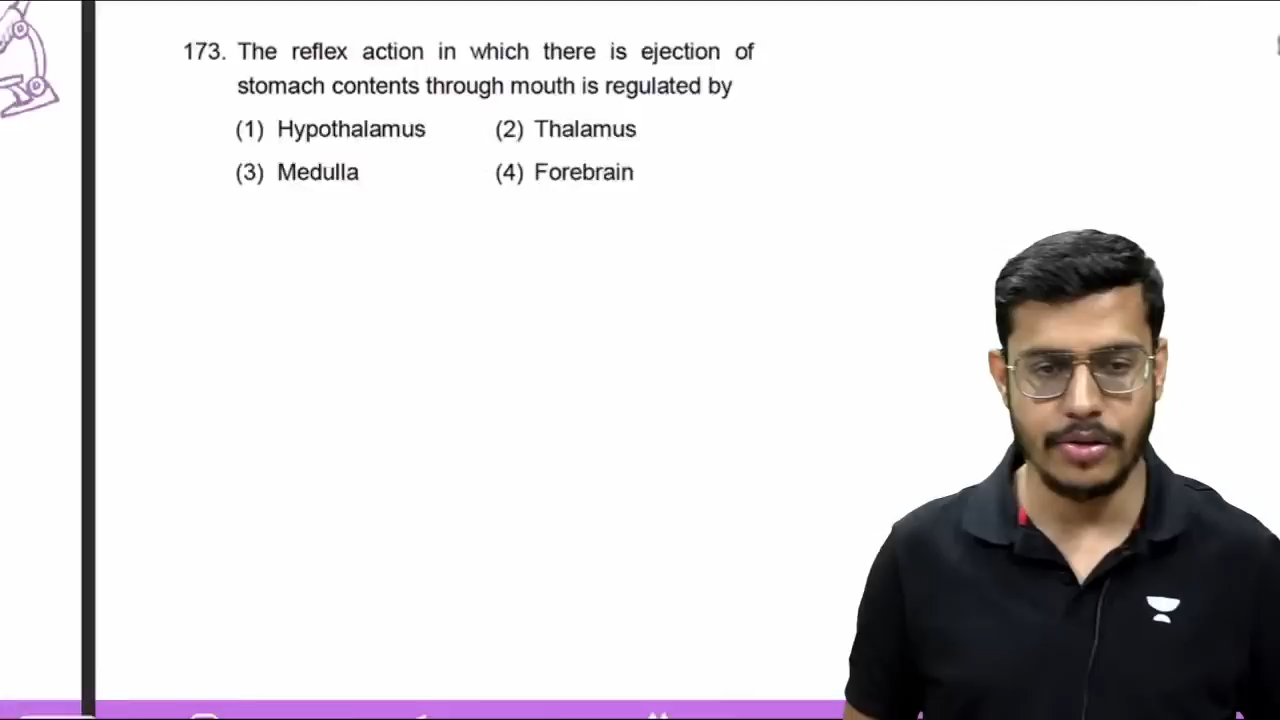 173. The reflex action in which there is ejection of
stomach contents through mouth is regulated by
(1) Hypothalamus (2) Thalamus
(3) Medulla (4) Forebrain